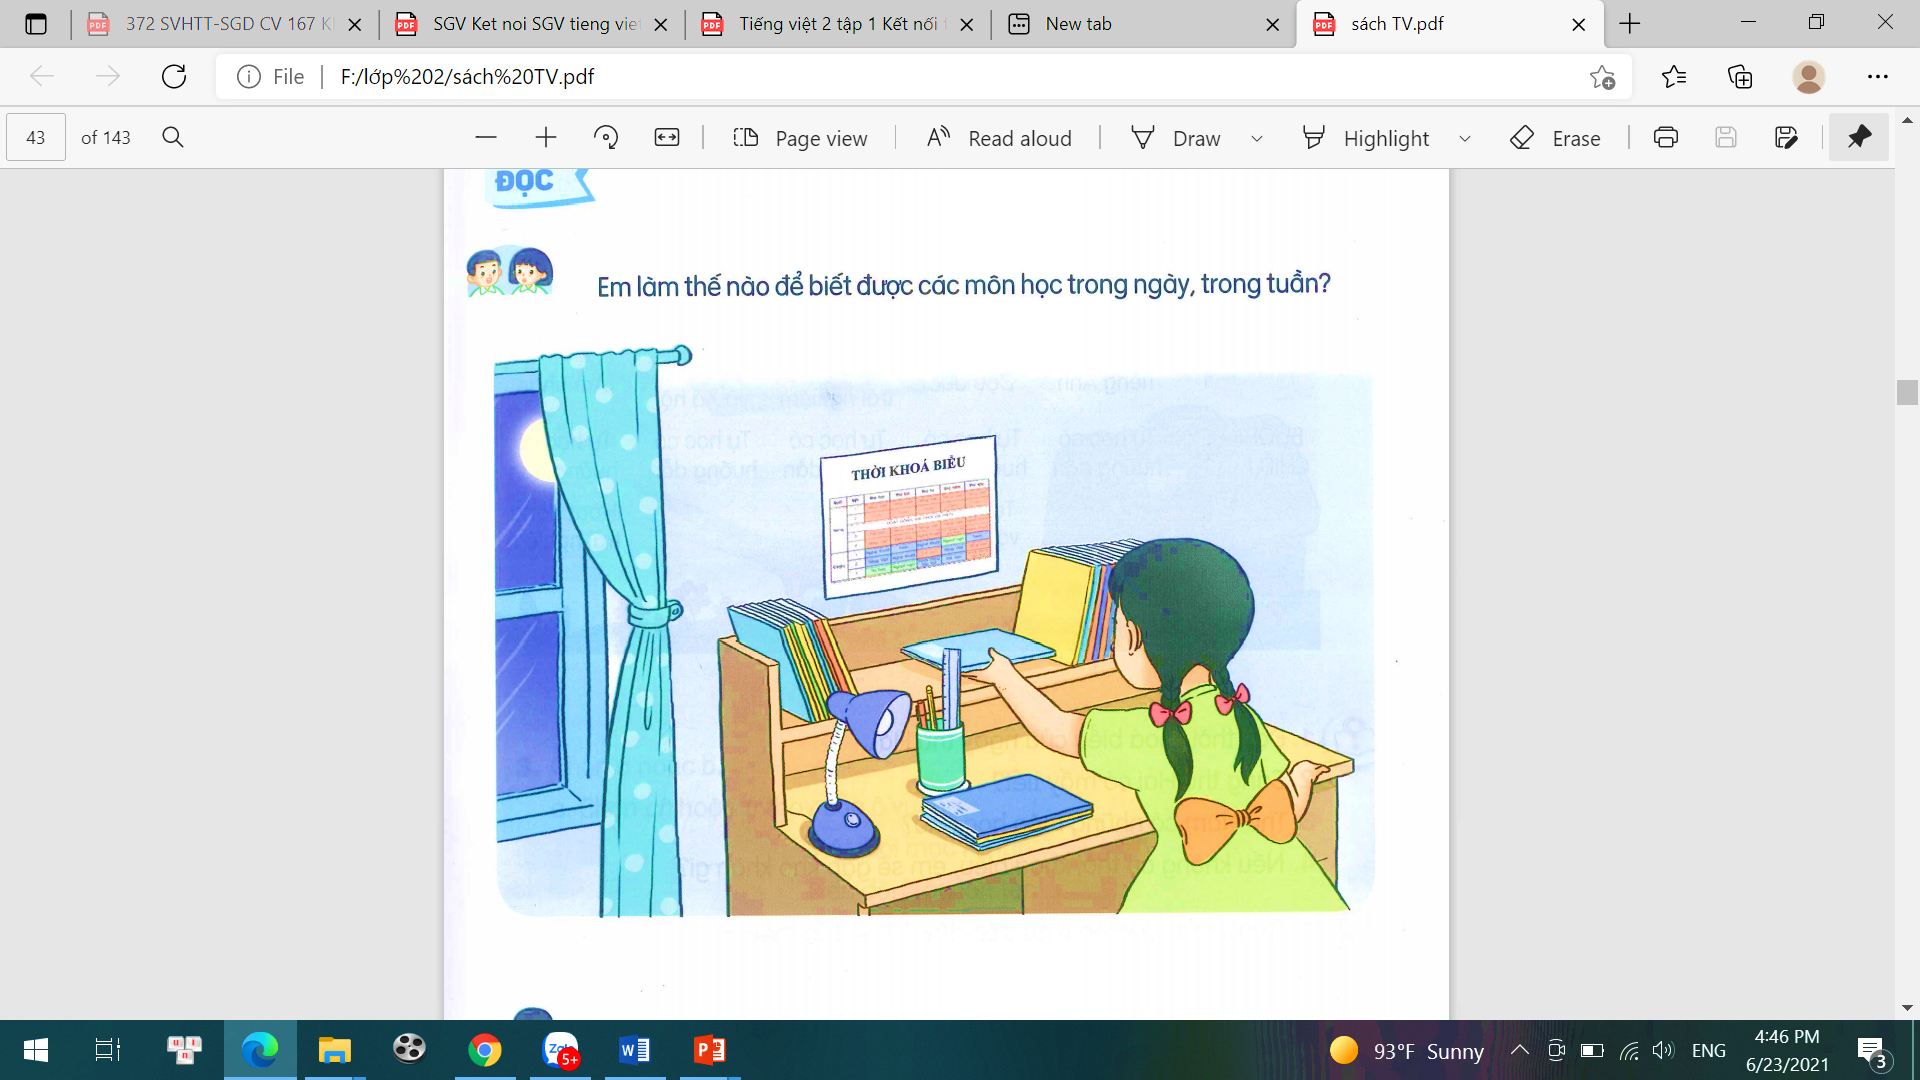 372 SVHTT-SGD CV 167 K
SGV Ket noi SGV tieng viet
Tiếng việt 2 tập 1 Kết nối t
New tab
sách TV.pdf
File
F:/lớp%202/sách%20TV.pdf
43
of 143
Page view
Read aloud
Draw
Highlight
Erase
ĐỌC
Em làm thế nào để biết được các môn học trong ngày, trong tuần?
THỜI KHOÁ BIỂU
Zalo
5+
93°F Sunny
ENG
4:46 PM
6/23/2021
3